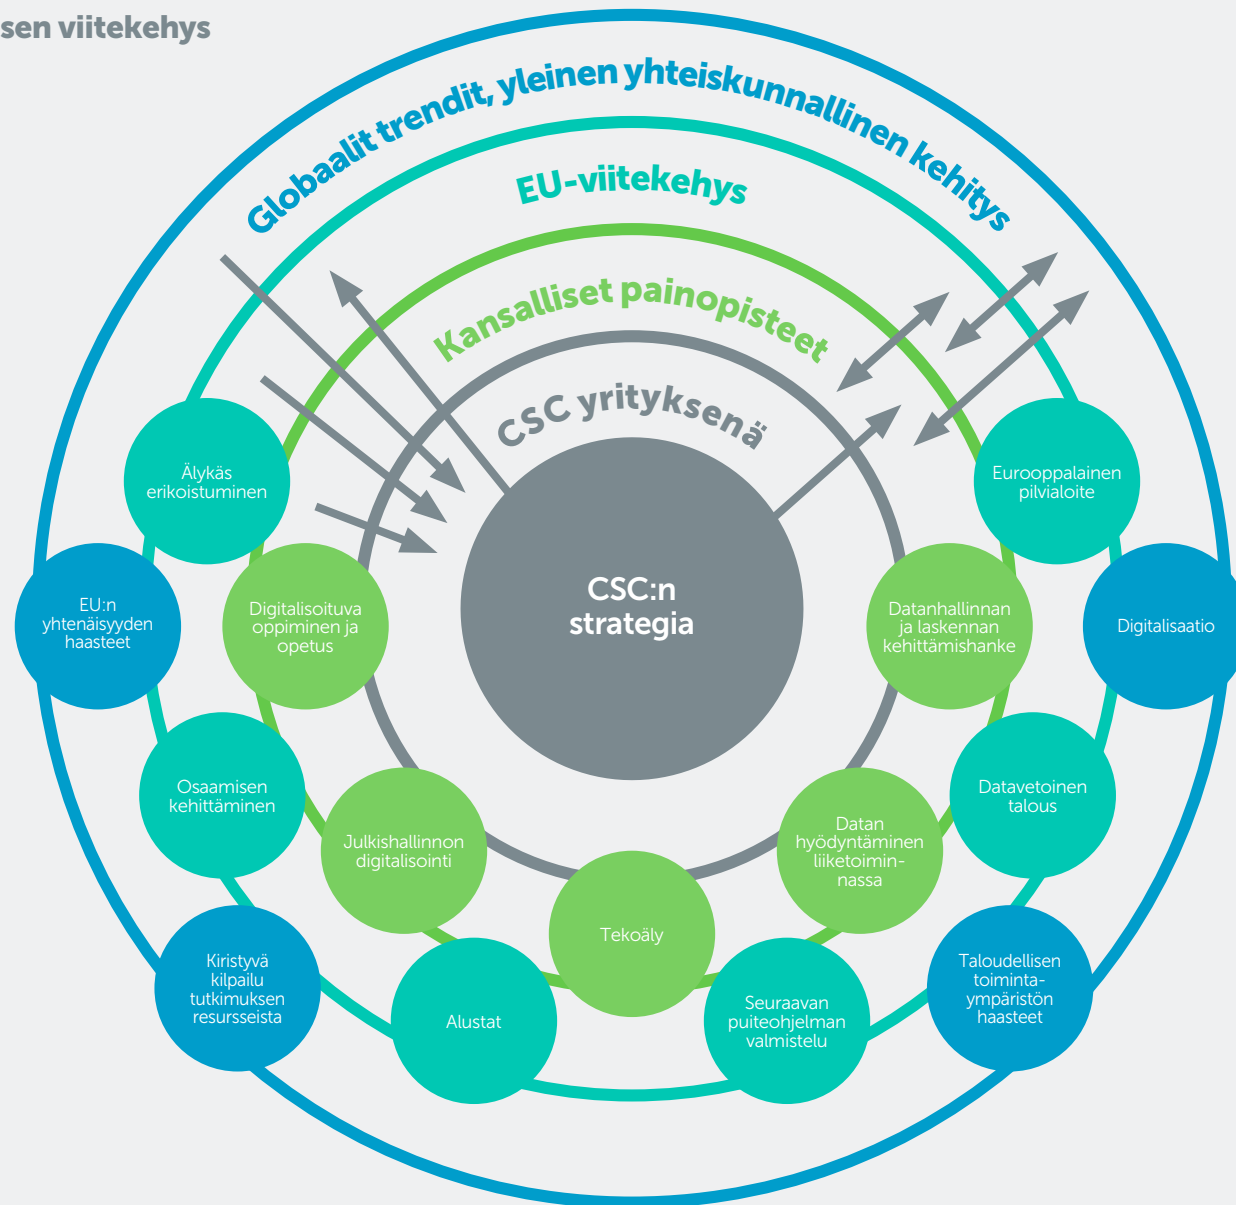 sen viitekehys
Globaalit trendit, yleinen yhteiskunnallinen kehitys
EU-viitekehys
Kansalliset painopisteet
CSC yrityksenä
CSC:n
strategia
Älykäs
erikoistuminen
Eurooppalainen
pilvialoite
EU:n
yhtenäisyyden
haasteet
Digitalisoituva
oppiminen ja
opetus
Datanhallinnan
ja laskennan
kehittämishanke
Digitalisaatio
Osaamisen
kehittäminen
Datavetoinen
talous
Julkishallinnon
digitalisointi
Datan
hyödyntäminen
liiketoimin-
nassa
Tekoäly
Kiristyvä
kilpailu
tutkimuksen
resursseista
Taloudellisen
toiminta-
ympäristön
haasteet
Alustat
Seuraavan
puiteohjelman
valmistelu